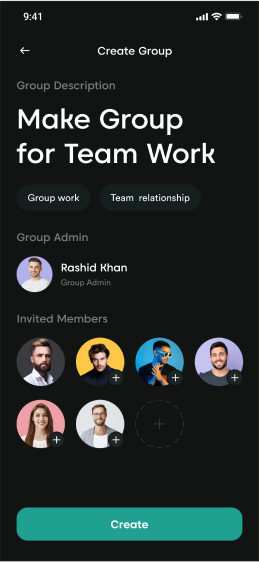 9:41
Create Group
Group Description
Make Group
for Team Work
Group work
Team relationship
Group Admin
Rashid Khan
Group Admin
Invited Members
Create